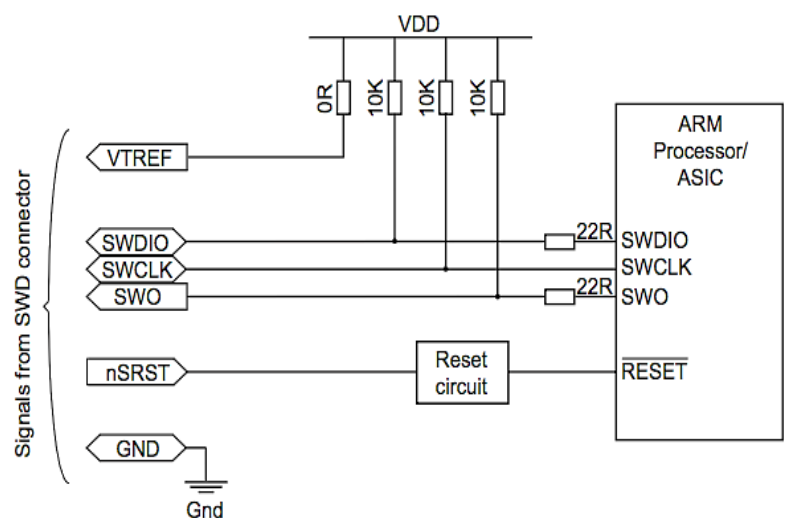 VDD
0R
10K
10K
10K
ARM
Processor/
ASIC
VTREF
SWDIO
22R
SWDIO
SWCLK
SWCLK
SWO
22R
SWO
nSRST
Reset
circuit
RESET
GND
Gnd
Signals from SWD connector